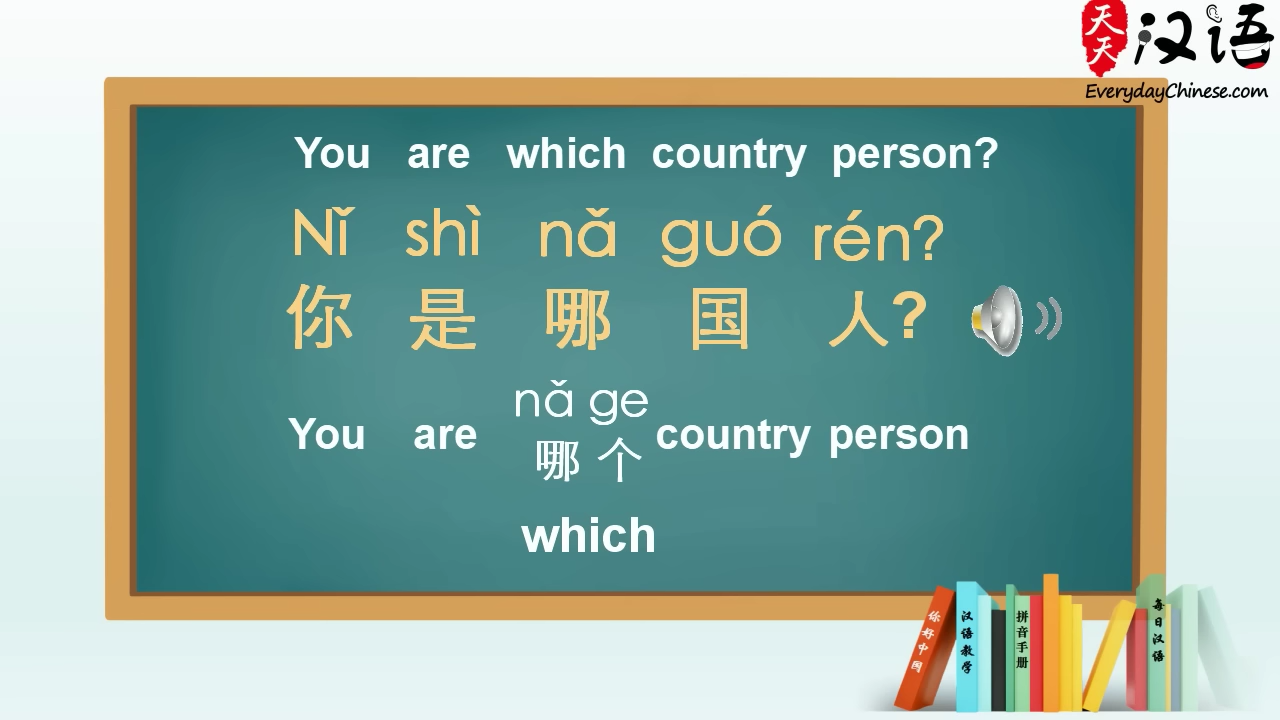 天天汉语
EverydayChinese.com
You are which country person?
Nǐ shì nǎ guó rén?
你 是 哪 国 人?
nǎ ge
You are 哪个 country person
which
你好中国
汉语教学
拼音手册
每日汉语